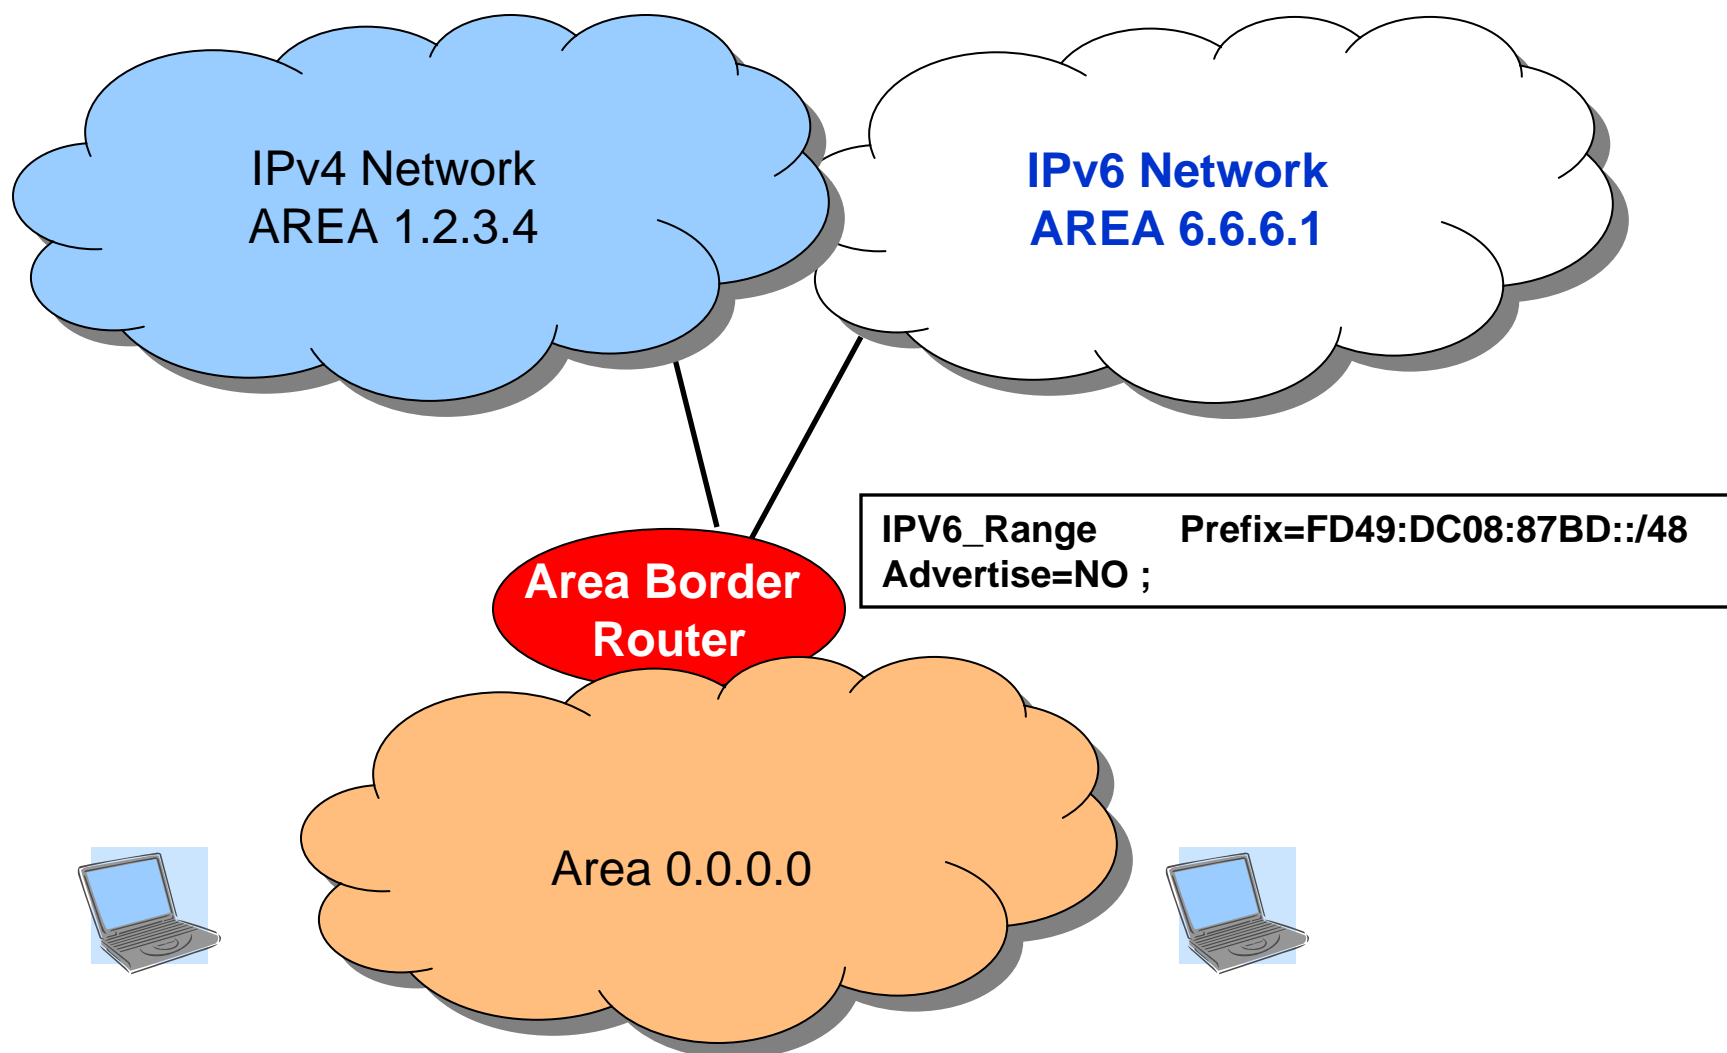 IPv4 Network
AREA 1.2.3.4
IPv6 Network
AREA 6.6.6.1
IPV6_Range Prefix=FD49:DC08:87BD::/48
Advertise=NO ;
Area Border
Router
Area 0.0.0.0